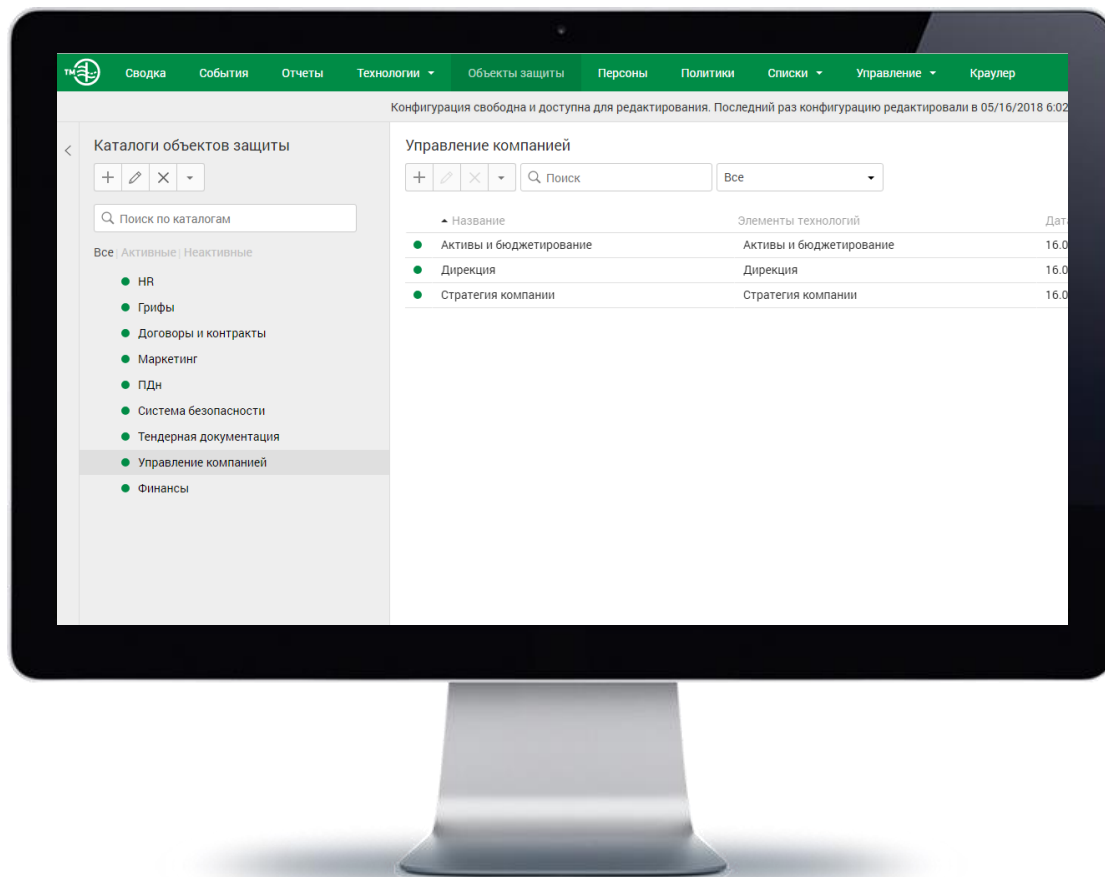 TM
Сводка События Отчеты Технологии Объекты защиты Персоны Политики Списки Управление Краулер
Конфигурация свободна и доступна для редактирования. Последний раз конфигурацию редактировали в 05/16/2018 6:02
Каталоги объектов защиты
Поиск по каталогам
Все | Активные | Неактивные
HR
Грифы
Договоры и контракты
Маркетинг
ПДн
Система безопасности
Тендерная документация
Управление компанией
Финансы
Управление компанией
Поиск Все
Название Элементы технологий Дата
Активы и бюджетирование Активы и бюджетирование 16.0
Дирекция Дирекция 16.0
Стратегия компании Стратегия компании 16.0